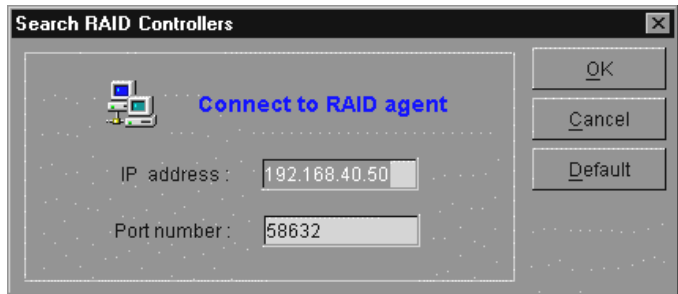 Search RAID Controllers
Connect to RAID agent
IP address :
192.168.40.50
Port number :
58632
OK
Cancel
Default